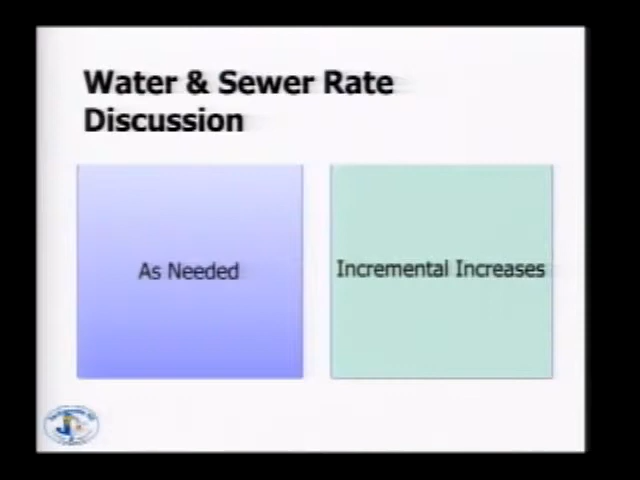 Water & Sewer Rate
Discussion
As Needed
Incremental Increases